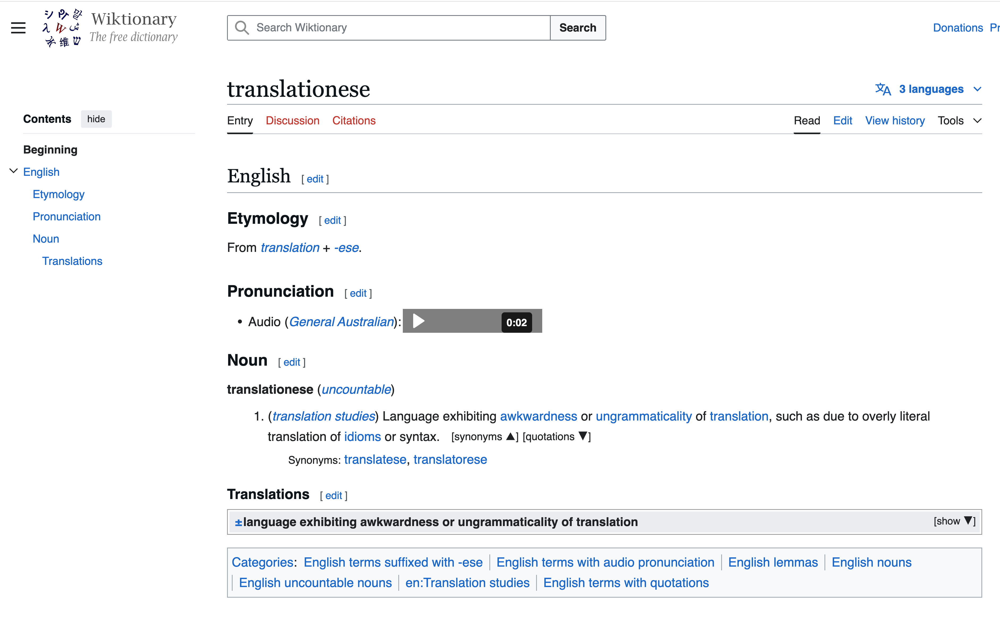 シ 말
λ W ش
维 ש
Wiktionary
The free dictionary
Search Wiktionary
Search
Donations
translationese
文A 3 languages
Contents
hide
Entry
Discussion
Citations
Read
Edit
View history
Tools
Beginning
English
Etymology
Pronunciation
Noun
Translations
English [ edit ]
Etymology [ edit ]
From translation + -ese.
Pronunciation [ edit ]
• Audio (General Australian): 0:02
Noun [ edit ]
translationese (uncountable)
1. (translation studies) Language exhibiting awkwardness or ungrammaticality of translation, such as due to overly literal
translation of idioms or syntax. [synonyms ▲] [quotations ▼]
Synonyms: translatese, translatorese
Translations [ edit ]
±language exhibiting awkwardness or ungrammaticality of translation [show ▼]
Categories: English terms suffixed with -ese | English terms with audio pronunciation | English lemmas | English nouns
| English uncountable nouns | en:Translation studies | English terms with quotations